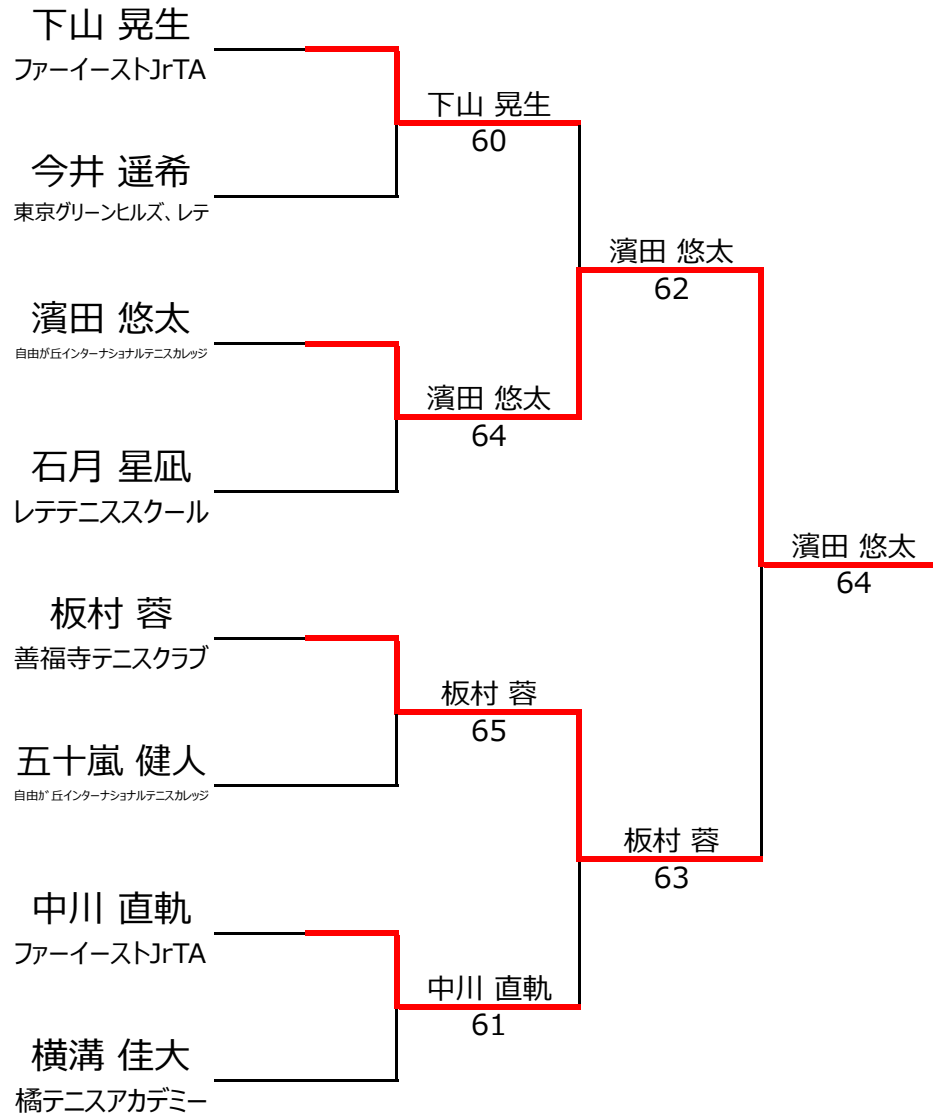 下山 晃生
ファーイーストJrTA
今井 遥希
東京グリーンヒルズ、レテ
濱田 悠太
自由が丘インターナショナルテニスカレッジ
石月 星凪
レテテニススクール
板村 蓉
善福寺テニスクラブ
五十嵐 健人
自由が丘インターナショナルテニスカレッジ
中川 直軌
ファーイーストJrTA
横溝 佳大
橘テニスアカデミー
下山 晃生
60
濱田 悠太
64
板村 蓉
65
中川 直軌
61
濱田 悠太
62
板村 蓉
63
濱田 悠太
64